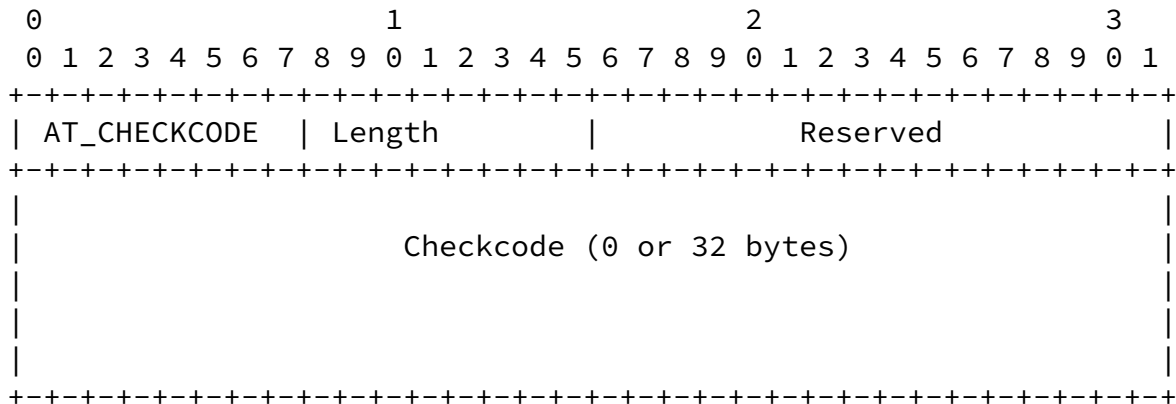 0                   1                   2                   3
 0 1 2 3 4 5 6 7 8 9 0 1 2 3 4 5 6 7 8 9 0 1 2 3 4 5 6 7 8 9 0 1
+-+-+-+-+-+-+-+-+-+-+-+-+-+-+-+-+-+-+-+-+-+-+-+-+-+-+-+-+-+-+-+-+
| AT_CHECKCODE  | Length        |           Reserved            |
+-+-+-+-+-+-+-+-+-+-+-+-+-+-+-+-+-+-+-+-+-+-+-+-+-+-+-+-+-+-+-+-+
|                                                               |
|                     Checkcode (0 or 32 bytes)                 |
|                                                               |
|                                                               |
|                                                               |
+-+-+-+-+-+-+-+-+-+-+-+-+-+-+-+-+-+-+-+-+-+-+-+-+-+-+-+-+-+-+-+-+